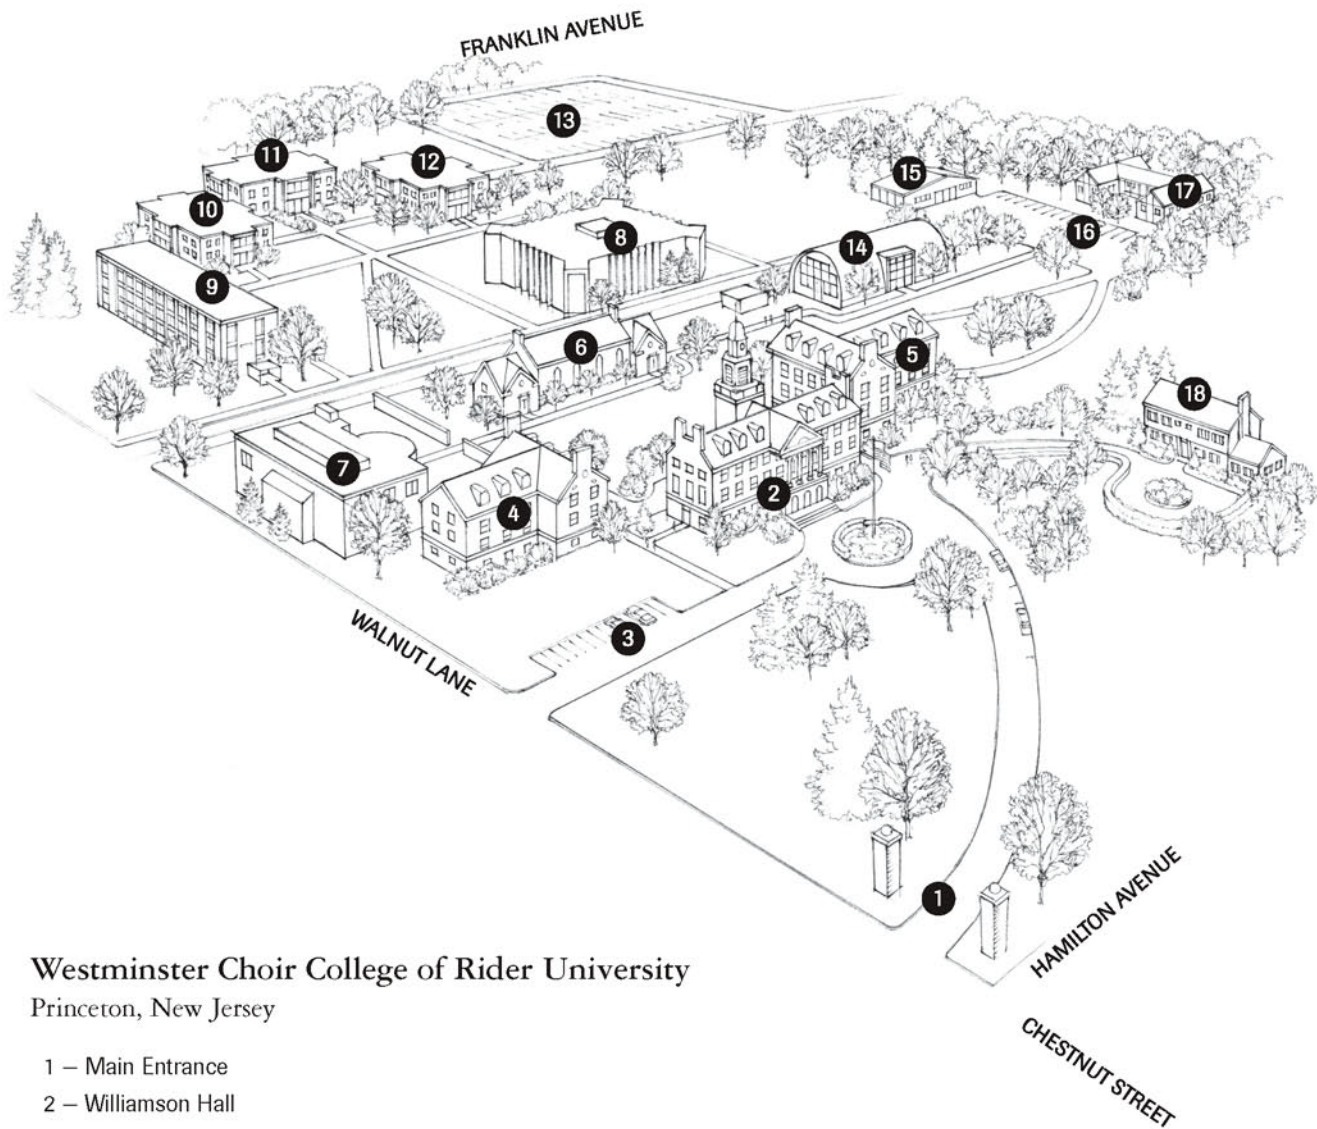 FRANKLIN AVENUE
13
11
12
15
17
10
8
16
14
9
6
5
18
7
2
4
3
WALNUT LANE
1
HAMILTON AVENUE
Westminster Choir College of Rider University
Princeton, New Jersey
CHESTNUT STREET
1 – Main Entrance
2 – Williamson Hall